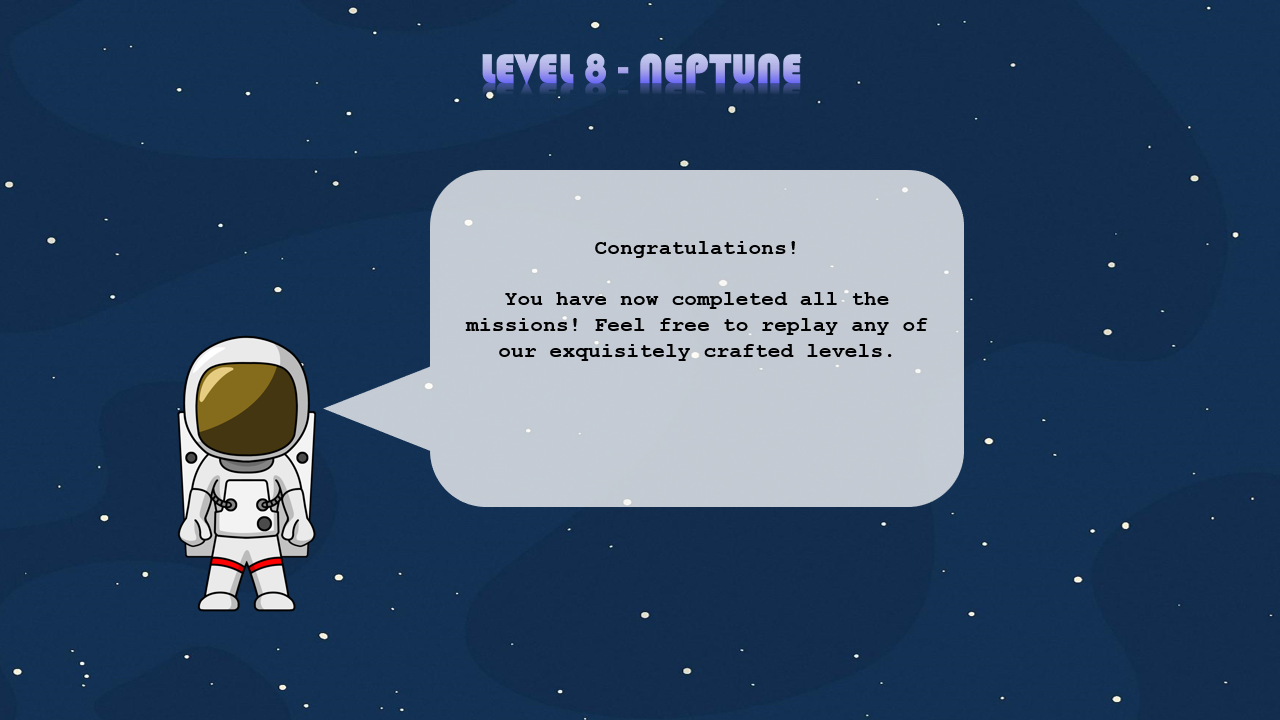 LEVEL 8 - NEPTUNE
Congratulations!
You have now completed all the
missions! Feel free to replay any of
our exquisitely crafted levels.